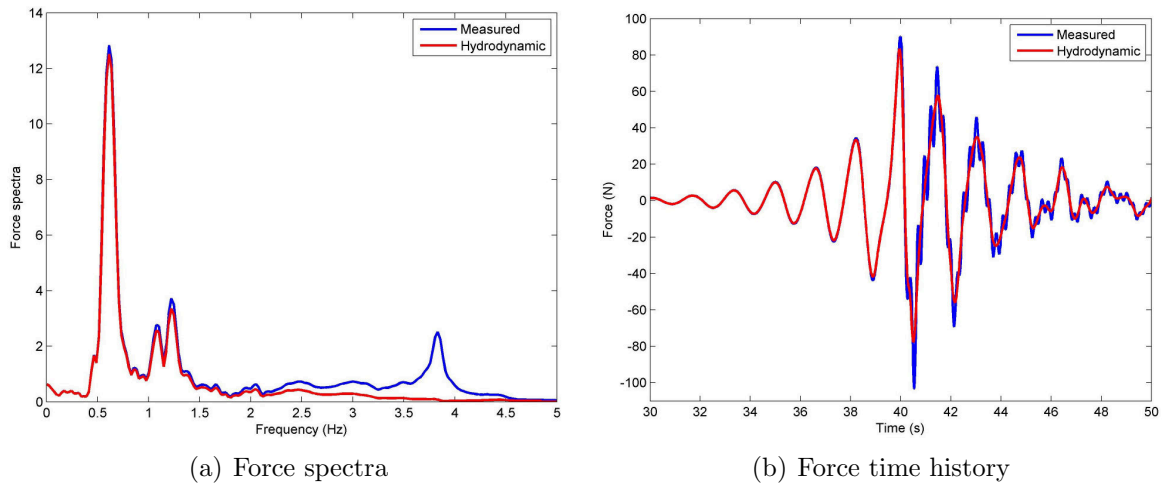 14
12
10
8
6
4
2
0
Force spectra
Measured
Hydrodynamic
0 0.5 1 1.5 2 2.5 3 3.5 4 4.5 5
Frequency (Hz)
(a) Force spectra
100
80
60
40
20
0
-20
-40
-60
-80
-100
Force (N)
Measured
Hydrodynamic
30 32 34 36 38 40 42 44 46 48 50
Time (s)
(b) Force time history